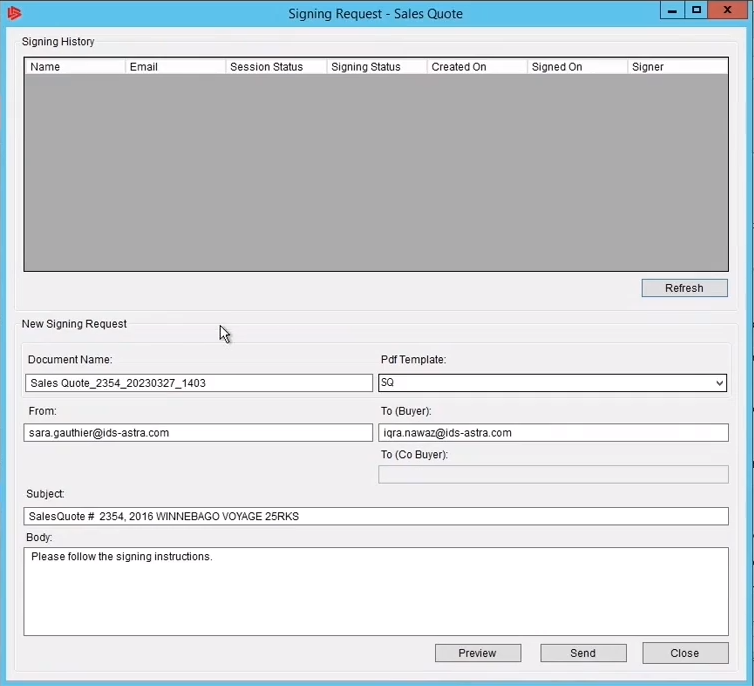 Signing Request - Sales Quote
Signing History
Name Email Session Status Signing Status Created On Signed On Signer
Refresh
New Signing Request
Document Name: Pdf Template:
Sales Quote_2354_20230327_1403 SQ
From: To (Buyer):
sara.gauthier@ids-astra.com iqra.nawaz@ids-astra.com
To (Co Buyer):
Subject:
SalesQuote # 2354, 2016 WINNEBAGO VOYAGE 25RKS
Body:
Please follow the signing instructions.
Preview Send Close